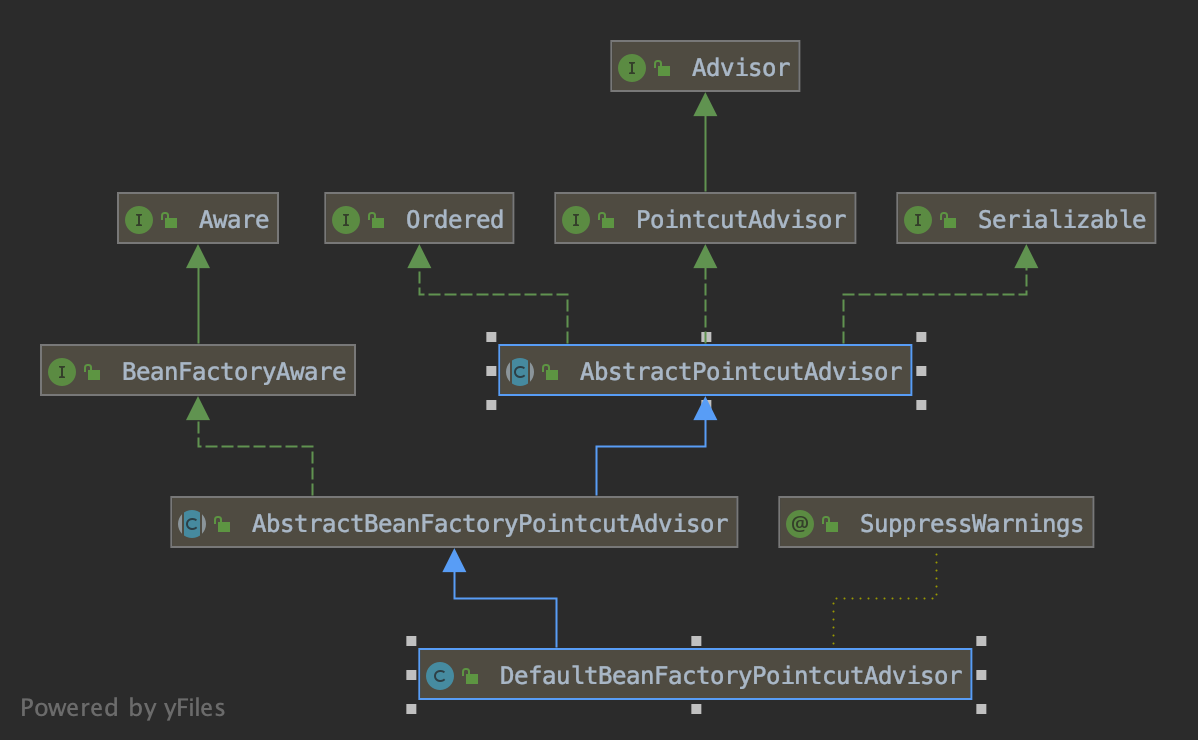 Advisor
Aware
Ordered
PointcutAdvisor
Serializable
BeanFactoryAware
AbstractPointcutAdvisor
AbstractBeanFactoryPointcutAdvisor
SuppressWarnings
DefaultBeanFactoryPointcutAdvisor
Powered by yFiles